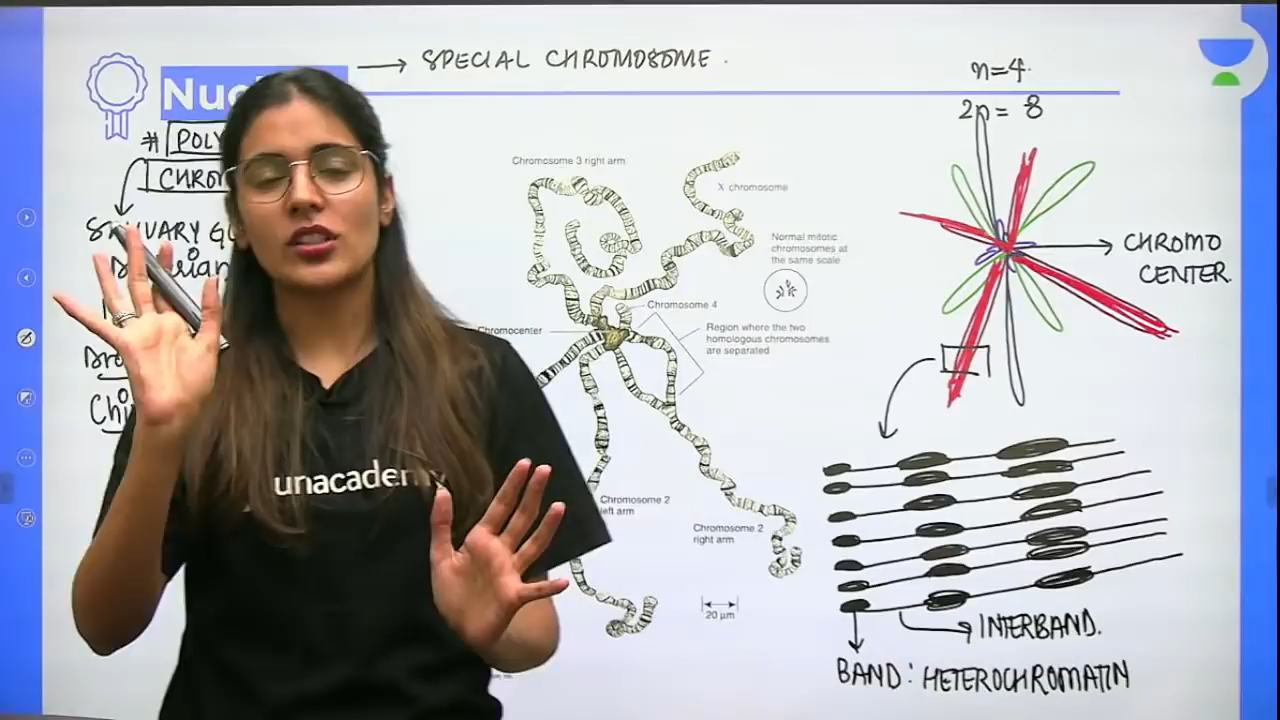 SPECIAL CHROMOSOME.
n=4.
2n = 8
#
Chromosome 3 right arm
X chromosome
Normal mitotic
chromosomes at
the same scale
CHROMO
CENTER
Chromosome 4
Chromocenter
Region where the two
homologous chromosomes
are separated
unacademy
Chromosome 2
left arm
Chromosome 2
right arm
20 µm
INTERBAND.
BAND: HETEROCHROMATIN